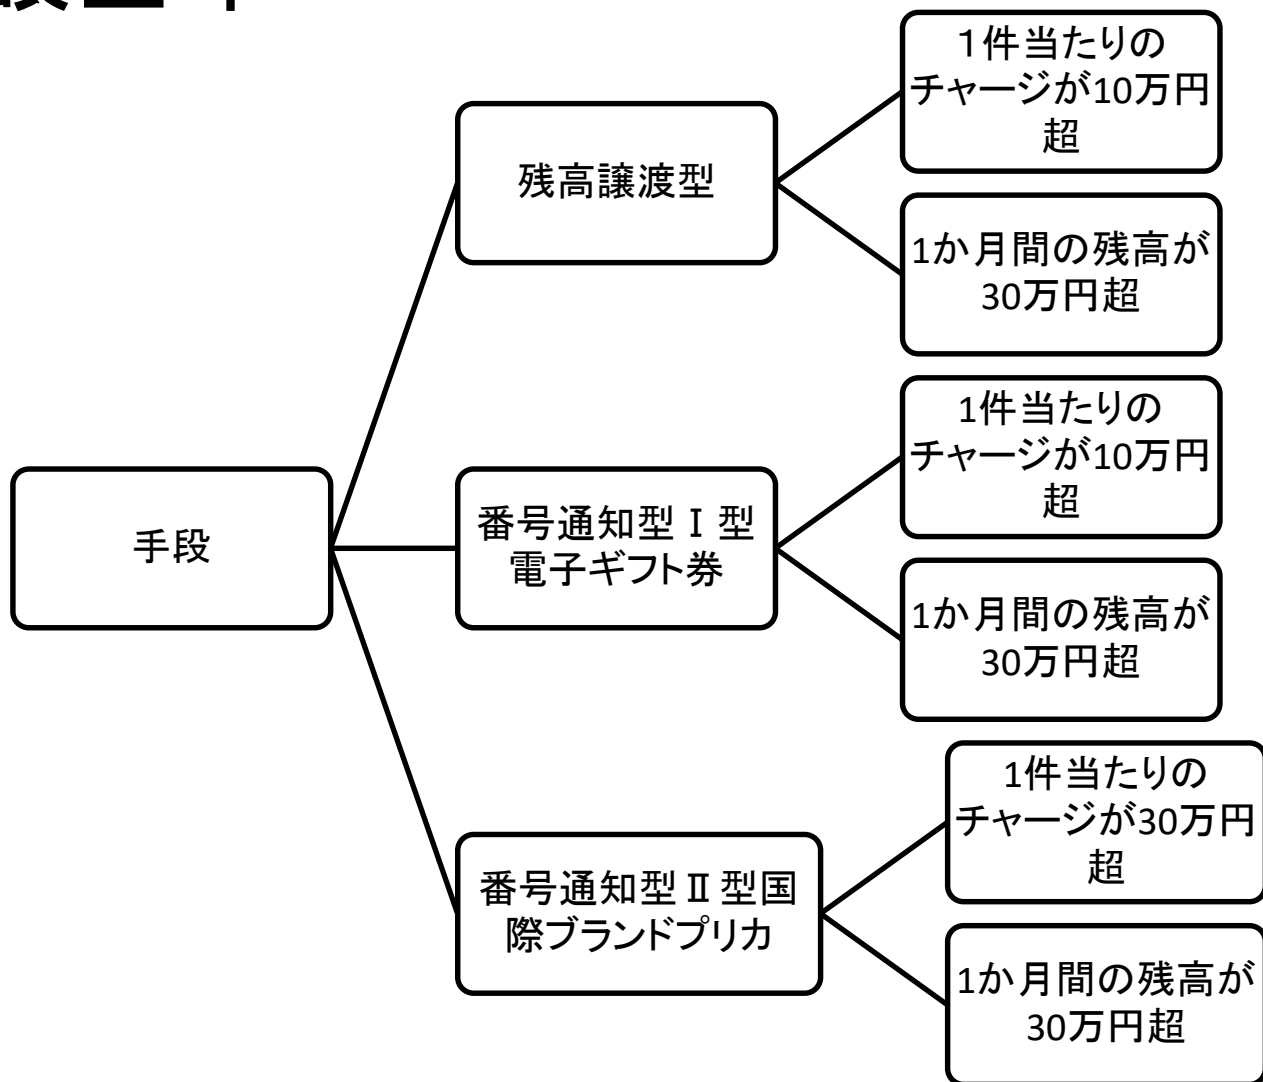 １件当たりの
チャージが10万円
超
残高譲渡型
1か月間の残高が
30万円超
1件当たりの
チャージが10万円
超
手段
番号通知型Ⅰ型
電子ギフト券
1か月間の残高が
30万円超
1件当たりの
チャージが30万円
超
番号通知型Ⅱ型国
際ブランドプリカ
1か月間の残高が
30万円超